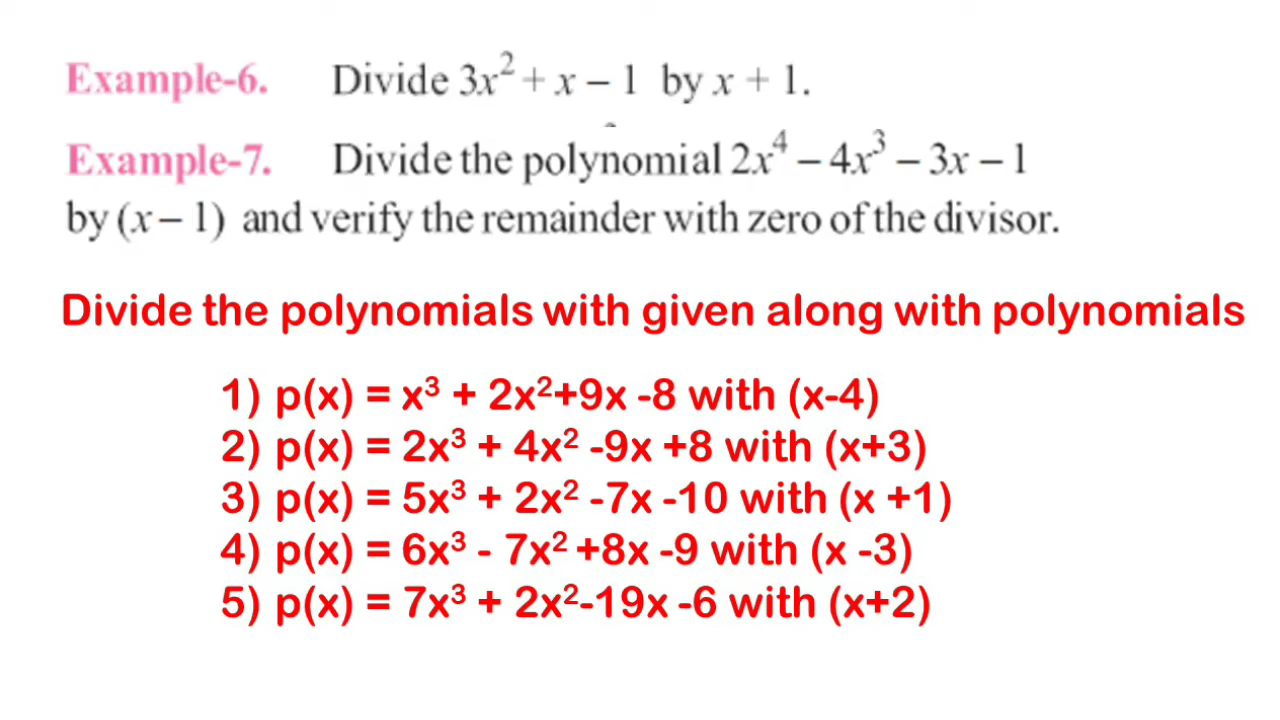 Example-6. Divide 3x² + x – 1 by x + 1.
Example-7. Divide the polynomial 2x⁴ – 4x³ – 3x – 1
by (x – 1) and verify the remainder with zero of the divisor.
Divide the polynomials with given along with polynomials
1) p(x) = x³ + 2x²+9x -8 with (x-4)
2) p(x) = 2x³ + 4x² -9x +8 with (x+3)
3) p(x) = 5x³ + 2x² -7x -10 with (x +1)
4) p(x) = 6x³ - 7x² +8x -9 with (x -3)
5) p(x) = 7x³ + 2x²-19x -6 with (x+2)